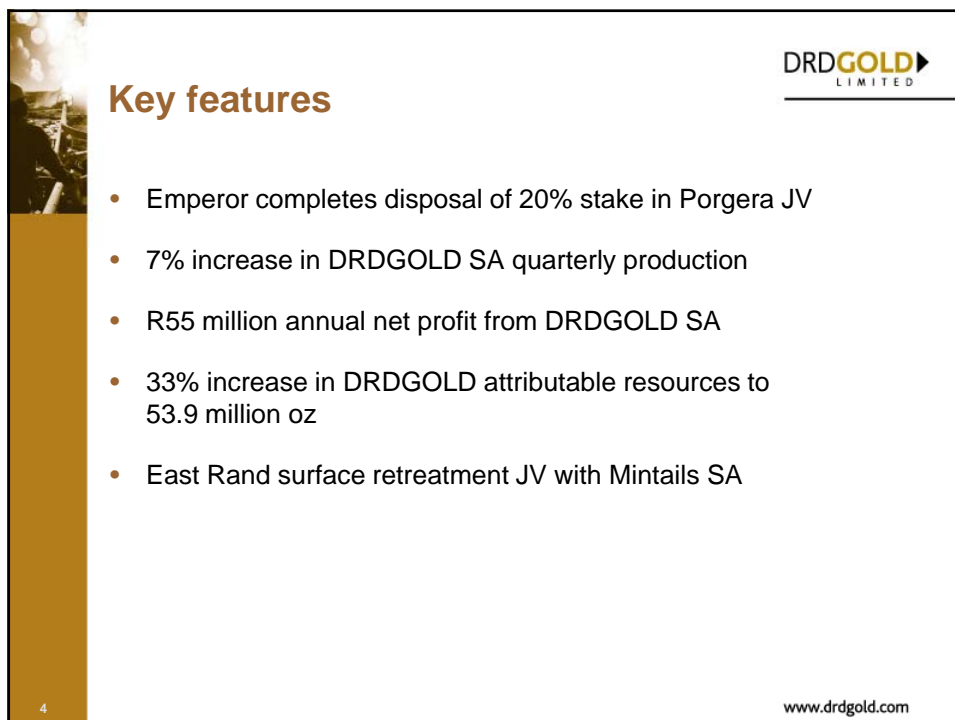 DRDGOLD
LIMITED
Key features
• Emperor completes disposal of 20% stake in Porgera JV
• 7% increase in DRDGOLD SA quarterly production
• R55 million annual net profit from DRDGOLD SA
• 33% increase in DRDGOLD attributable resources to
53.9 million oz
• East Rand surface retreatment JV with Mintails SA
4
www.drdgold.com